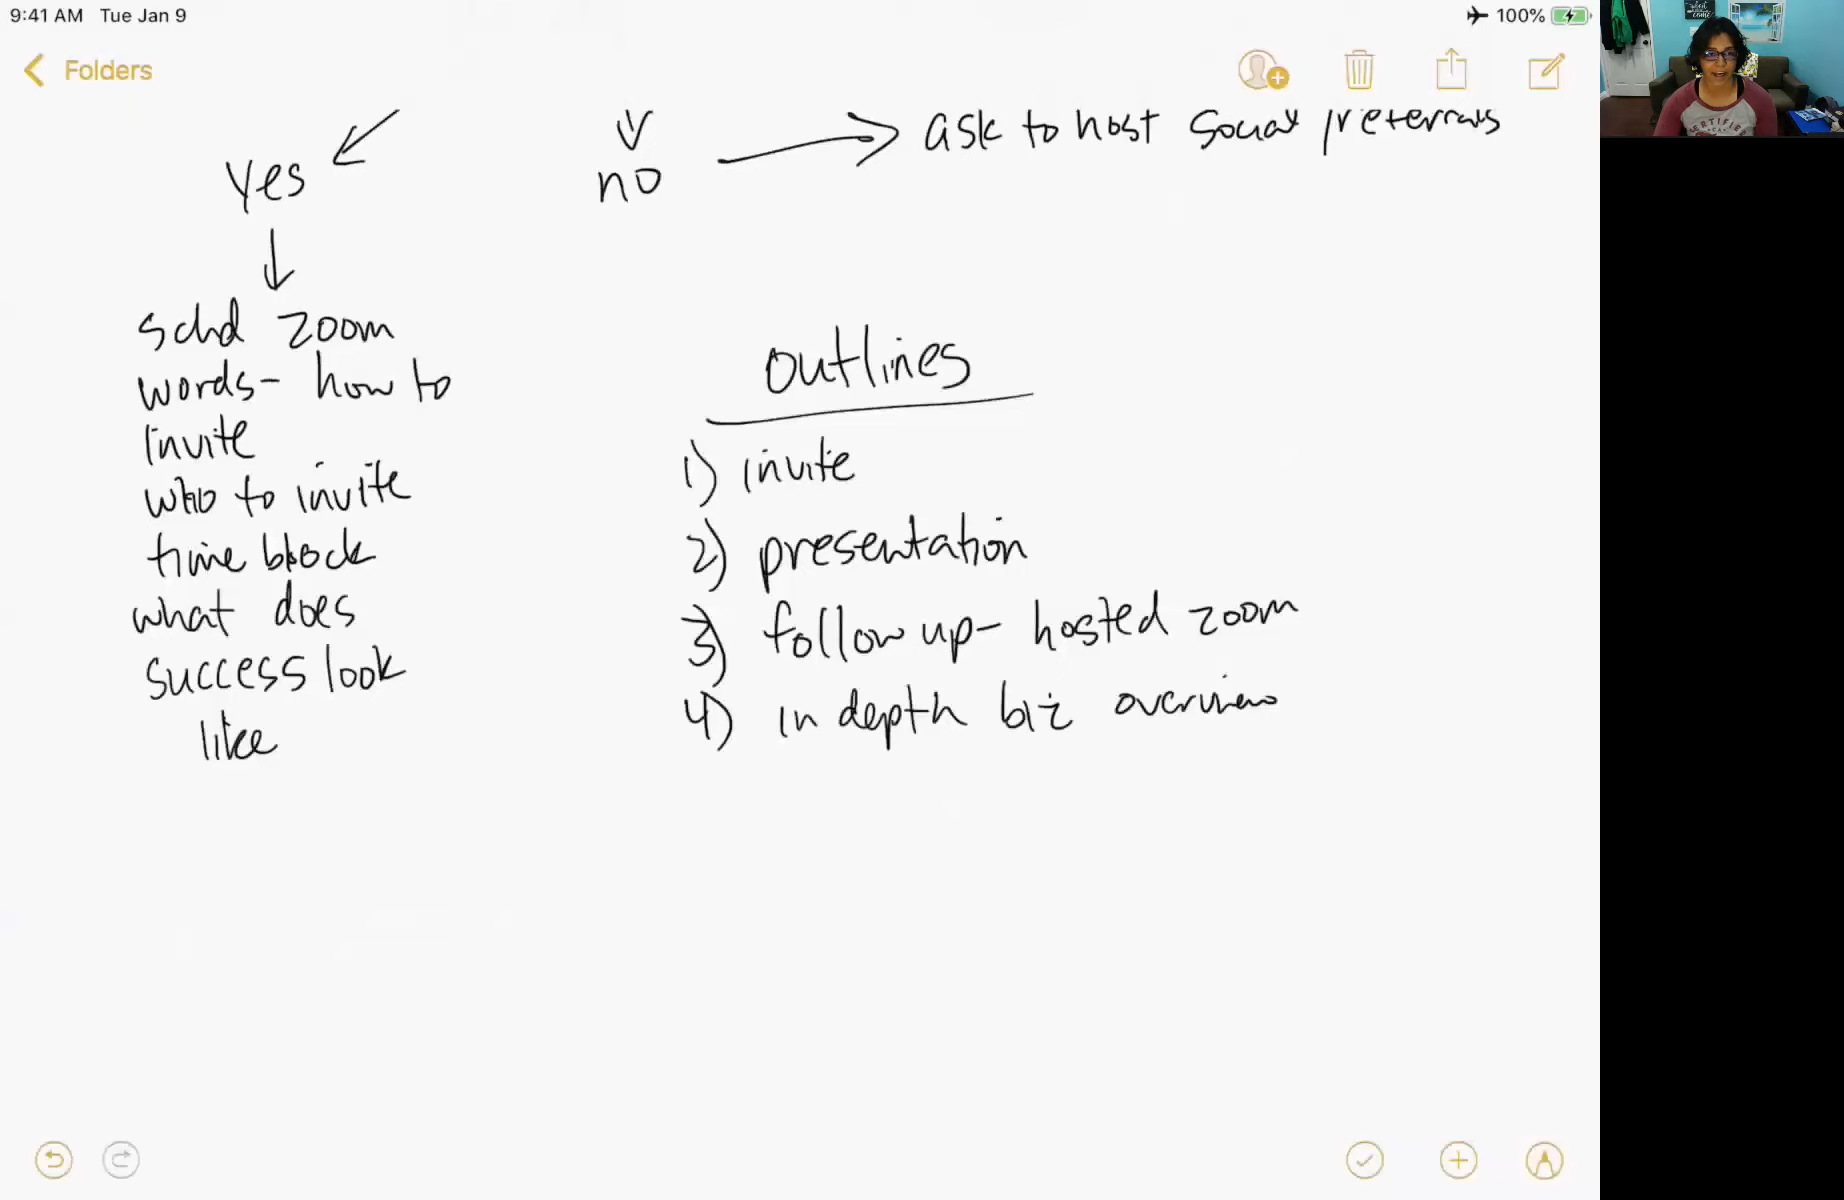 9:41 AM Tue Jan 9
100%
Folders
ask to host social / referrals
yes
no
schd zoom
words- how to
invite
who to invite
time block
what does
success look
like
outlines
1) invite
2) presentation
3) follow up- hosted zoom
4) in depth biz overview
CERTIFIED